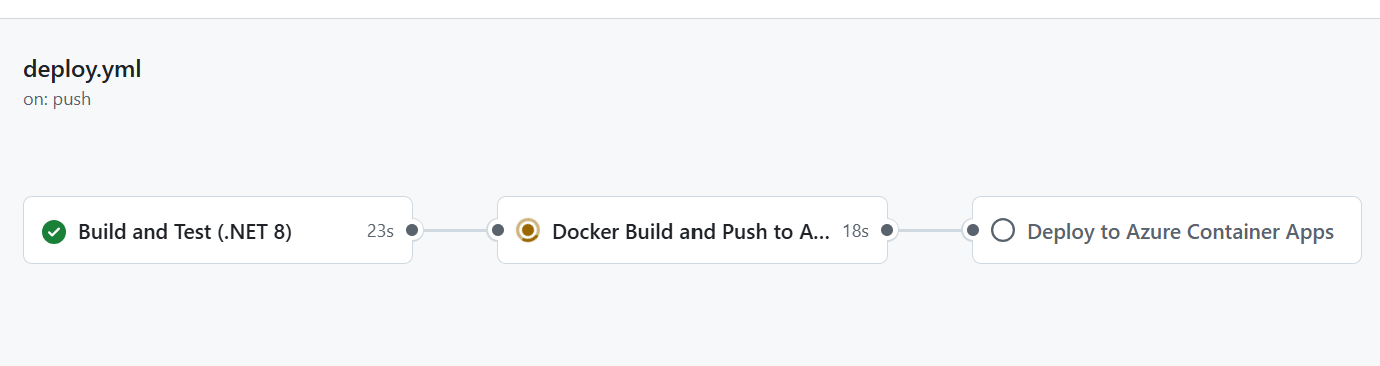 deploy.yml
on: push
Build and Test (.NET 8) 23s
Docker Build and Push to A... 18s
Deploy to Azure Container Apps